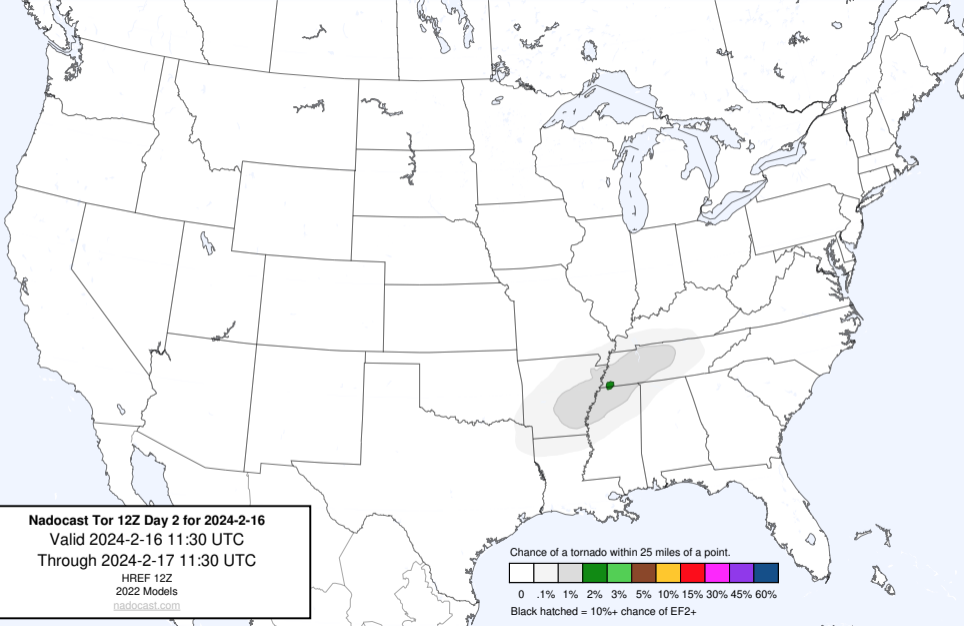 Nadocast Tor 12Z Day 2 for 2024-2-16
Valid 2024-2-16 11:30 UTC
Through 2024-2-17 11:30 UTC
HREF 12Z
2022 Models
nadocast.com
Chance of a tornado within 25 miles of a point.
0 .1% 1% 2% 3% 5% 10% 15% 30% 45% 60%
Black hatched = 10%+ chance of EF2+